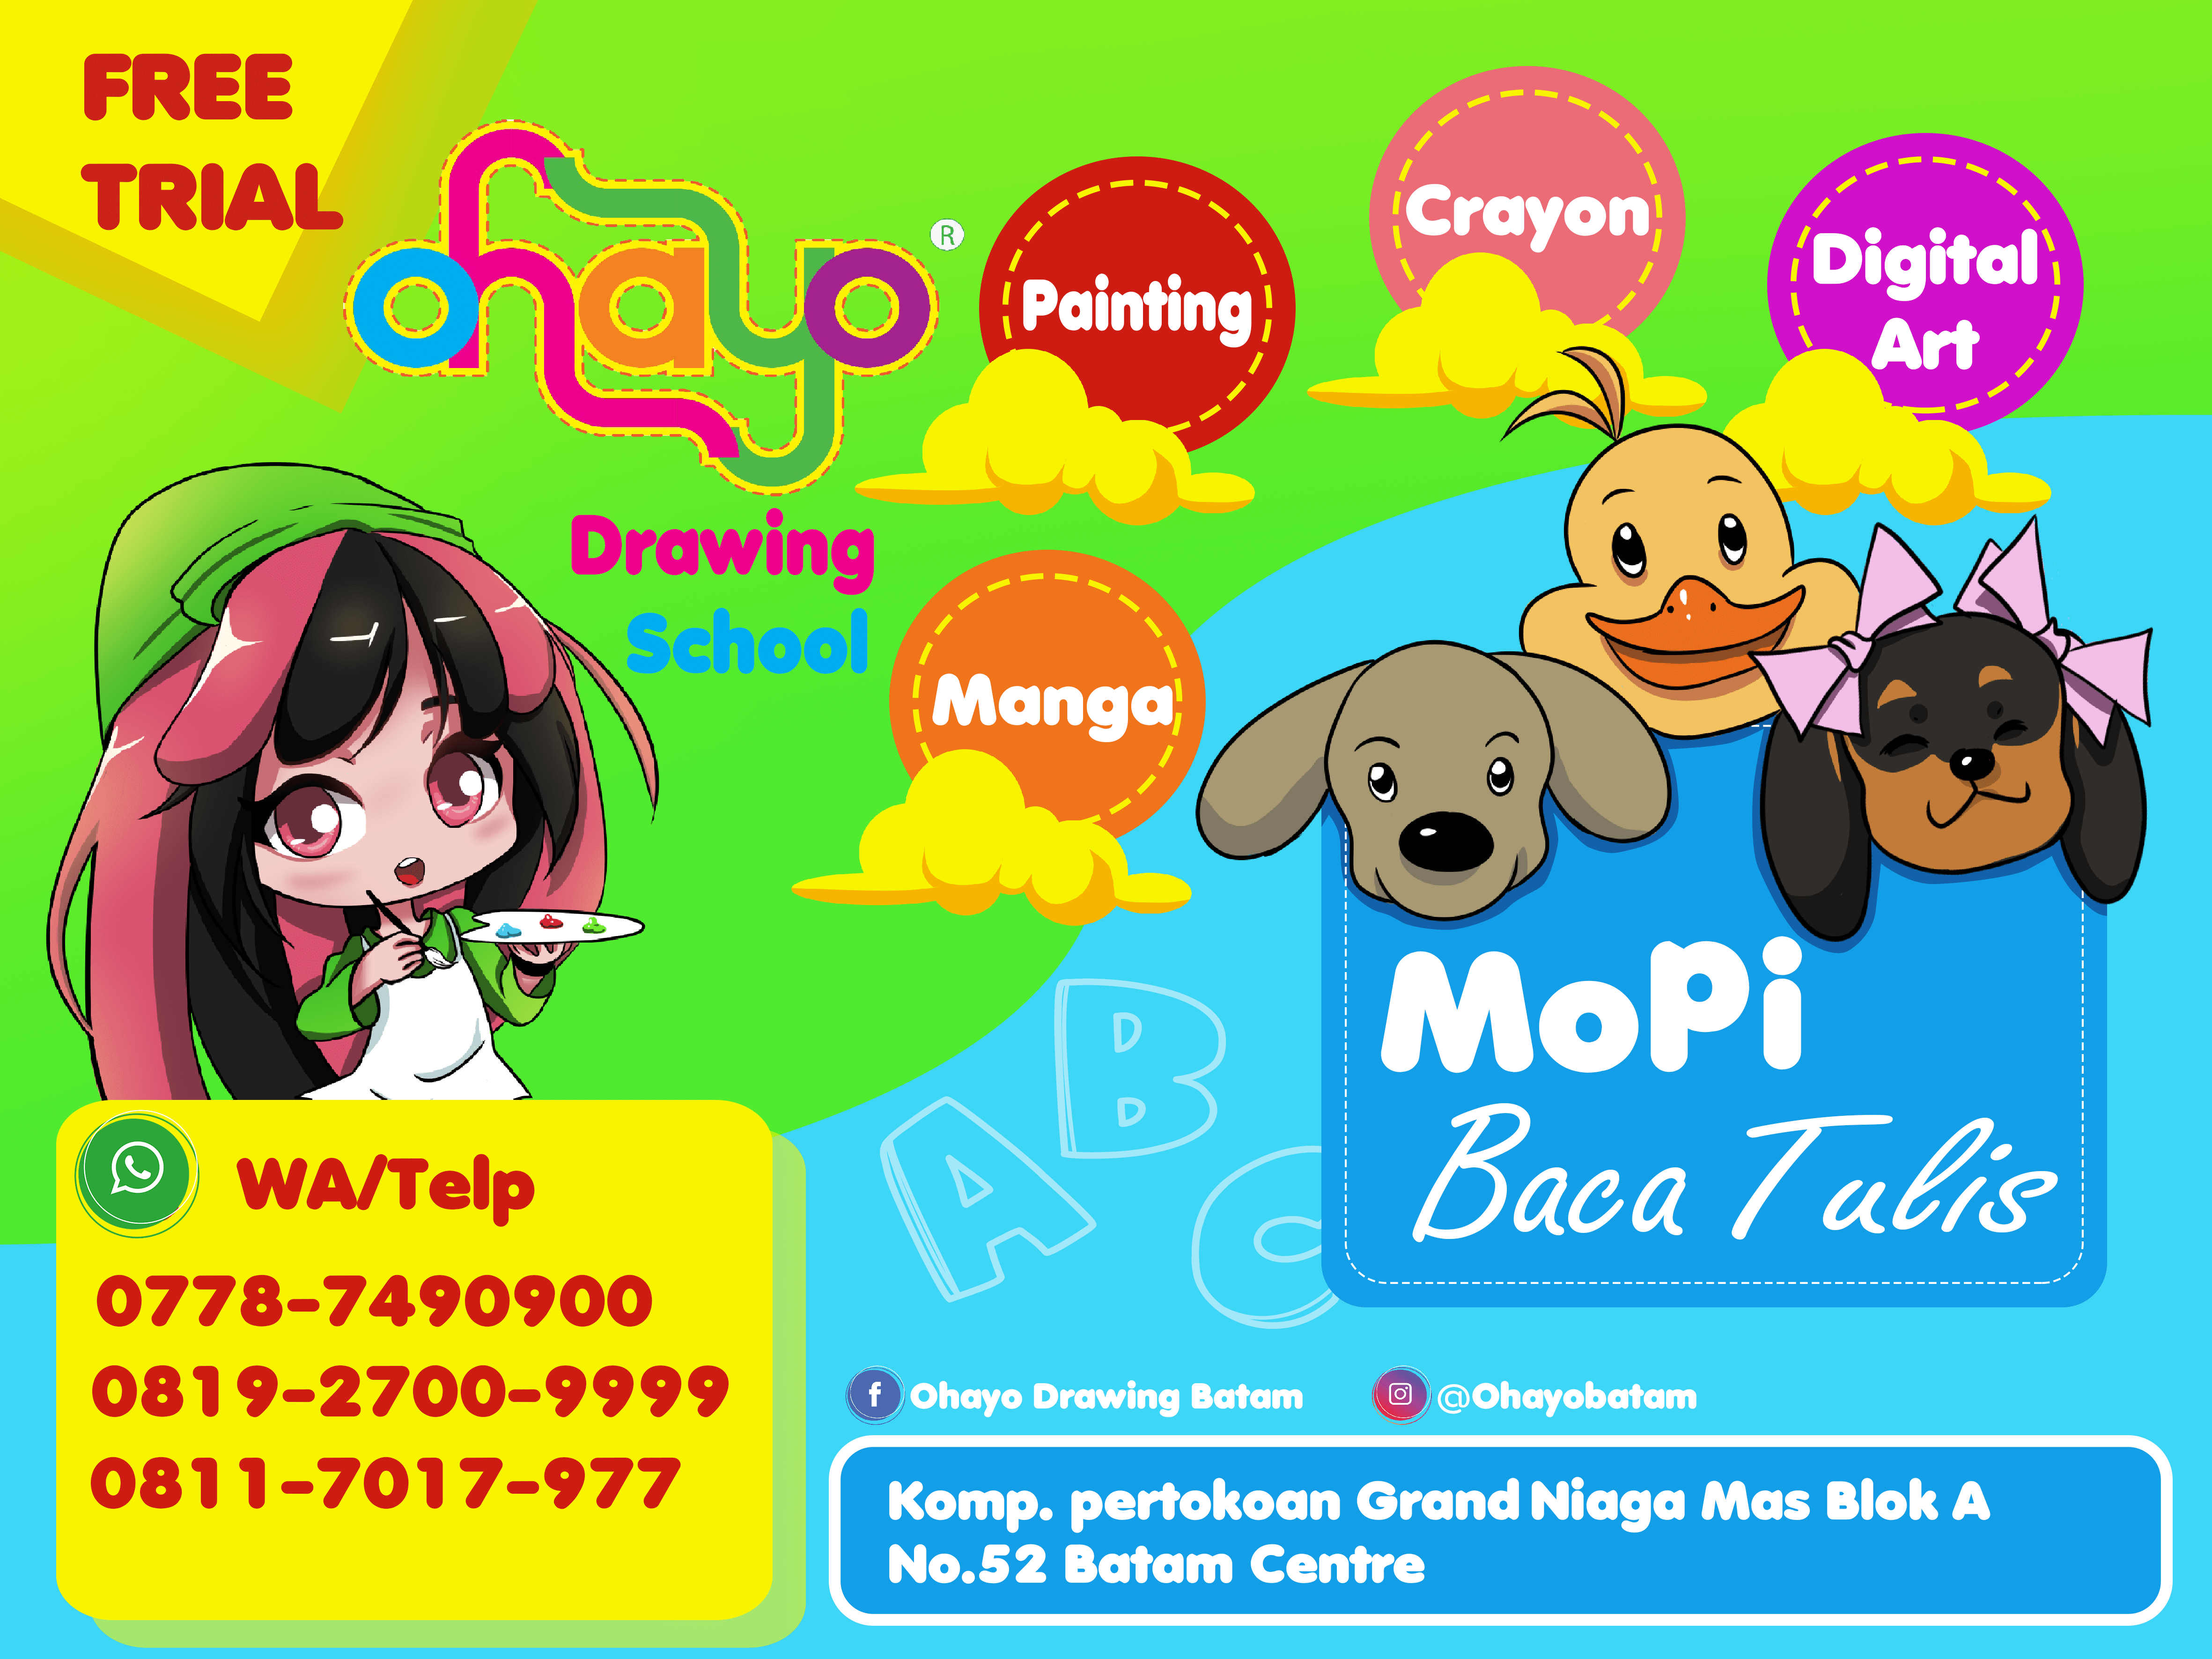 FREE
TRIAL
ohayo ®
Drawing
School
Painting
Crayon
Digital
Art
Manga
MoPi
Baca Tulis
A
B
C
WA/Telp
0778-7490900
0819-2700-9999
0811-7017-977
Ohayo Drawing Batam
@Ohayobatam
Komp. pertokoan Grand Niaga Mas Blok A
No.52 Batam Centre